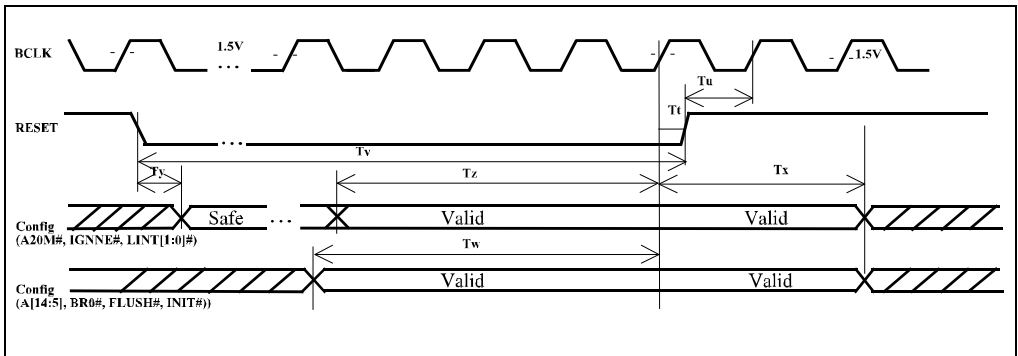 BCLK
1.5V
...
1.5V
Tu
Tt
RESET
...
Tv
Ty
Tz
Tx
Safe
...
Valid
Valid
Config
(A20M#, IGNNE#, LINT[1:0]#)
Tw
Valid
Valid
Config
(A[14:5], BR0#, FLUSH#, INIT#))